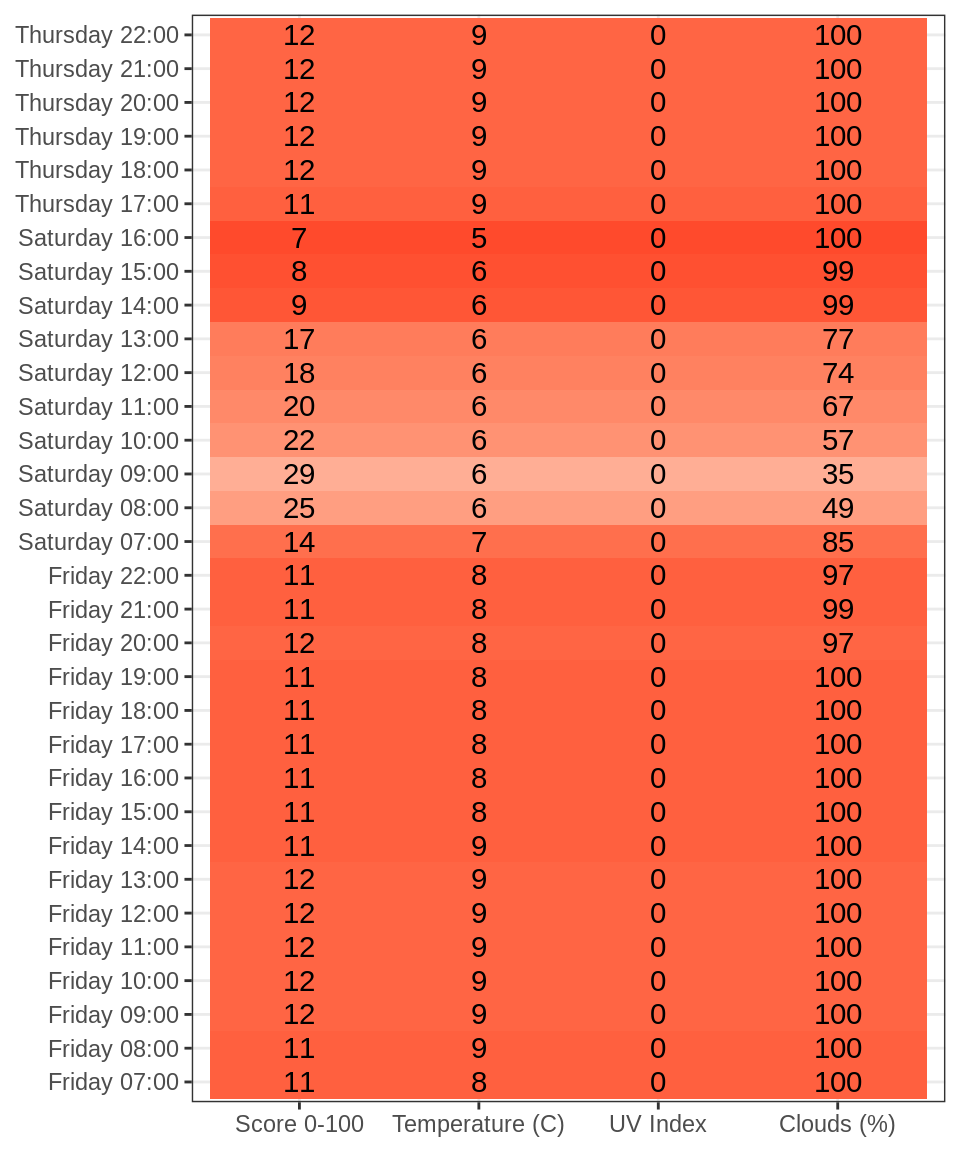 Thursday 22:00 12 9 0 100
Thursday 21:00 12 9 0 100
Thursday 20:00 12 9 0 100
Thursday 19:00 12 9 0 100
Thursday 18:00 12 9 0 100
Thursday 17:00 11 9 0 100
Saturday 16:00 7 5 0 100
Saturday 15:00 8 6 0 99
Saturday 14:00 9 6 0 99
Saturday 13:00 17 6 0 77
Saturday 12:00 18 6 0 74
Saturday 11:00 20 6 0 67
Saturday 10:00 22 6 0 57
Saturday 09:00 29 6 0 35
Saturday 08:00 25 6 0 49
Saturday 07:00 14 7 0 85
Friday 22:00 11 8 0 97
Friday 21:00 11 8 0 99
Friday 20:00 12 8 0 97
Friday 19:00 11 8 0 100
Friday 18:00 11 8 0 100
Friday 17:00 11 8 0 100
Friday 16:00 11 8 0 100
Friday 15:00 11 8 0 100
Friday 14:00 11 9 0 100
Friday 13:00 12 9 0 100
Friday 12:00 12 9 0 100
Friday 11:00 12 9 0 100
Friday 10:00 12 9 0 100
Friday 09:00 12 9 0 100
Friday 08:00 11 9 0 100
Friday 07:00 11 8 0 100
Score 0-100 Temperature (C) UV Index Clouds (%)